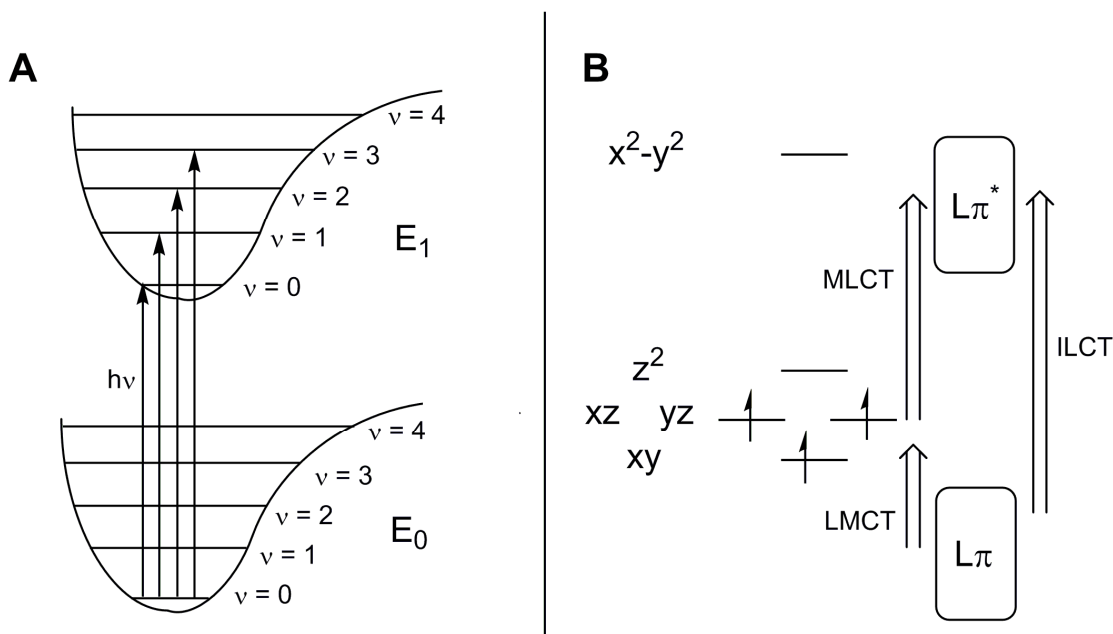 A
ν = 4
ν = 3
ν = 2
ν = 1
ν = 0
E₁
hν
ν = 4
ν = 3
ν = 2
ν = 1
ν = 0
E₀
B
x²-y²
Lπ*
MLCT
ILCT
z²
xz yz
xy
LMCT
Lπ